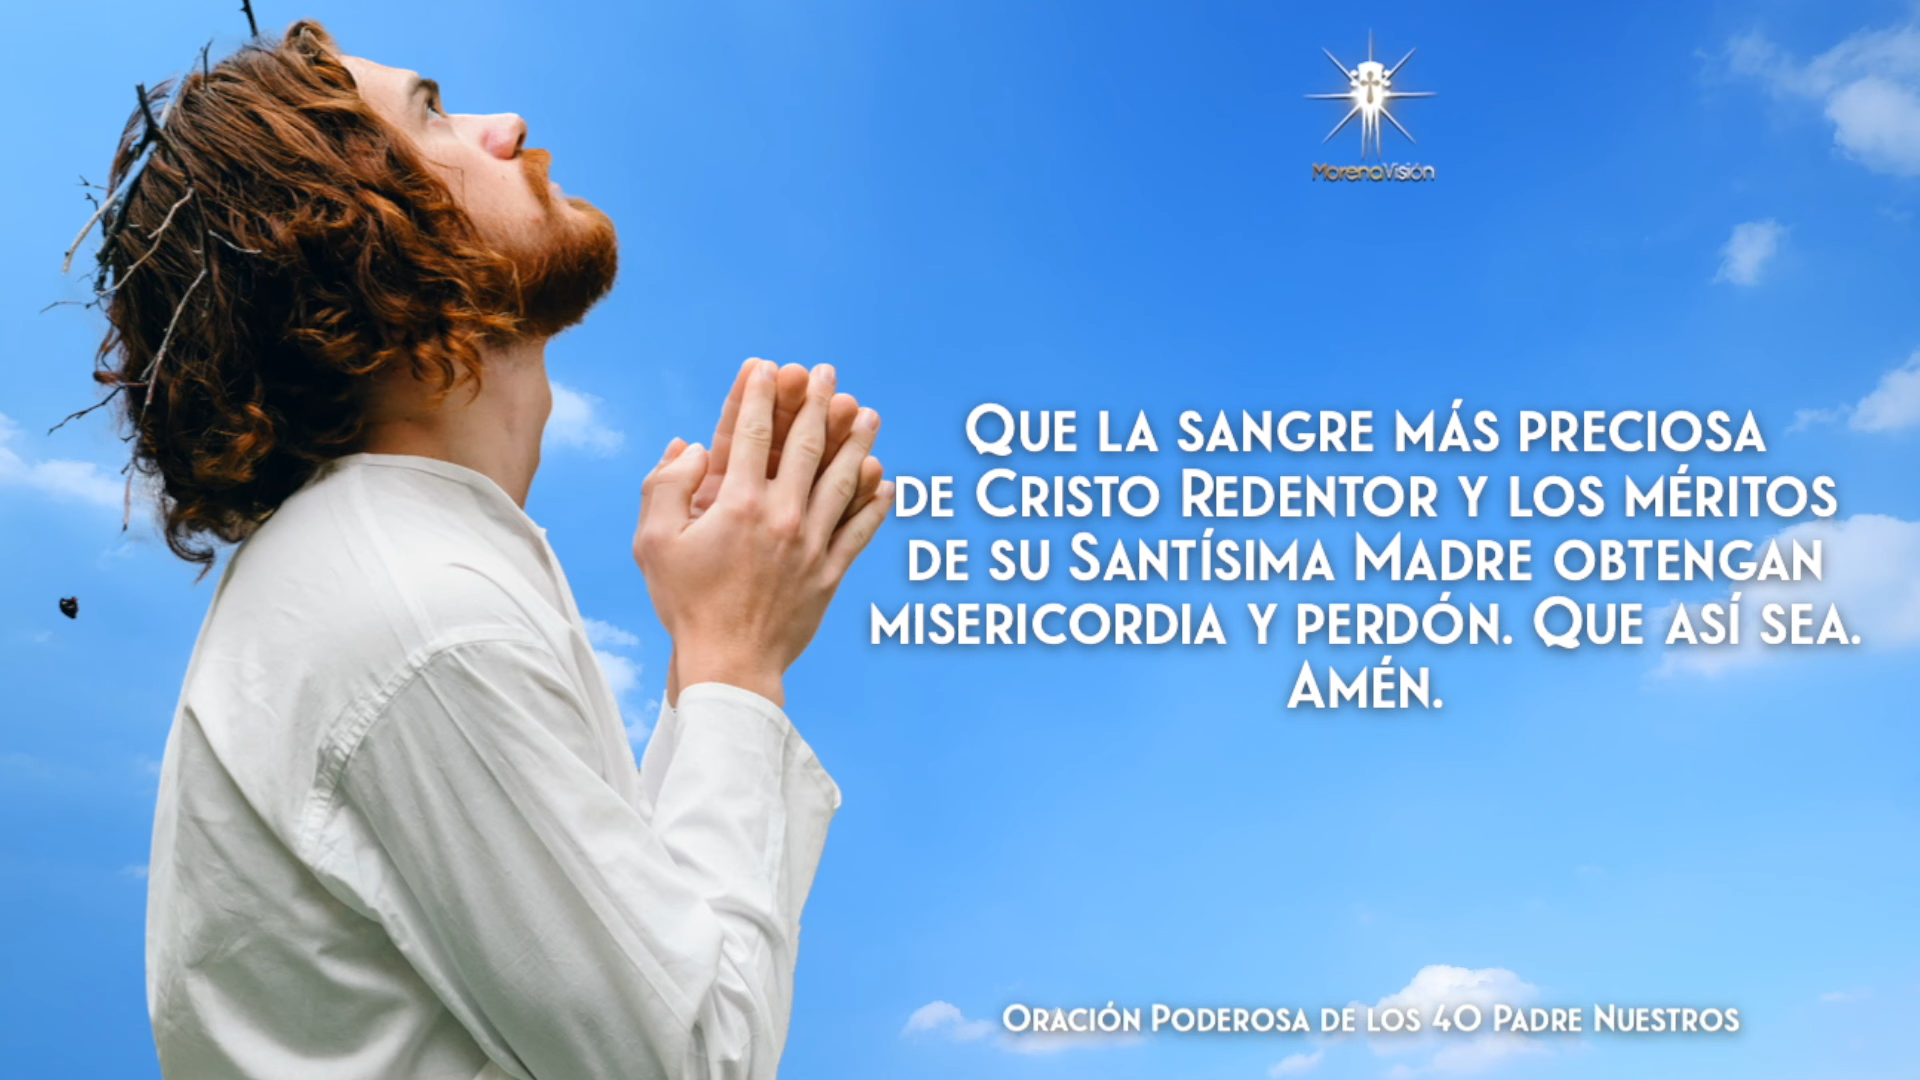 MorenaVisión
Que la sangre más preciosa
de Cristo Redentor y los méritos
de su Santísima Madre obtengan
misericordia y perdón. Que así sea.
Amén.
Oración Poderosa de los 40 Padre Nuestros